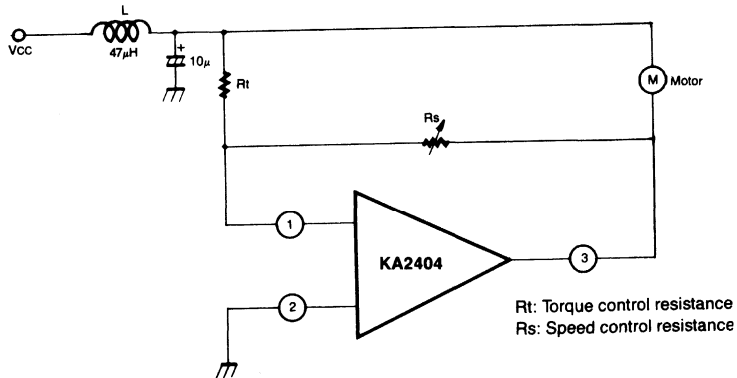 L
VCC
47μH
+
10μ
Rt
M
Motor
Rs
1
KA2404
3
2
Rt: Torque control resistance
Rs: Speed control resistance